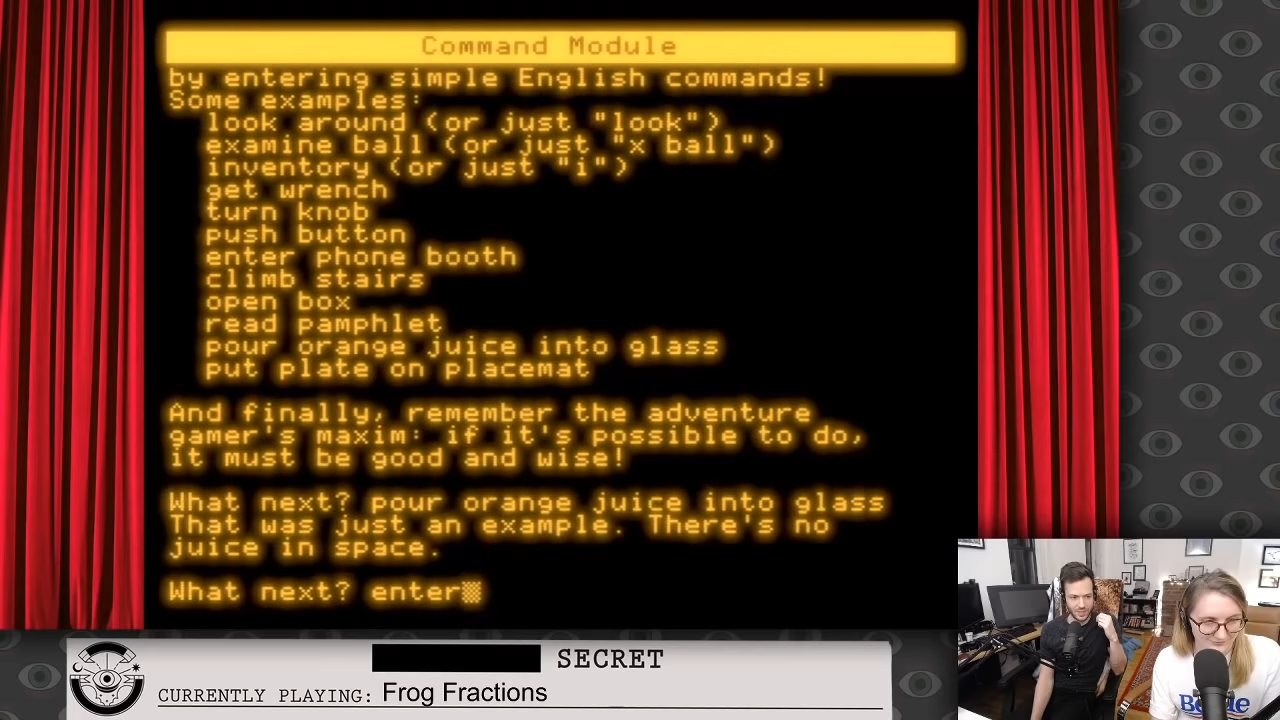 Command Module
by entering simple English commands!
Some examples:
look around (or just "look")
examine ball (or just "x ball")
inventory (or just "i")
get wrench
turn knob
push button
enter phone booth
climb stairs
open box
read pamphlet
pour orange juice into glass
put plate on placemat
And finally, remember the adventure
gamer's maxim: if it's possible to do,
it must be good and wise!
What next? pour orange juice into glass
That was just an example. There's no
juice in space.
What next? enter
SECRET
CURRENTLY PLAYING: Frog Fractions